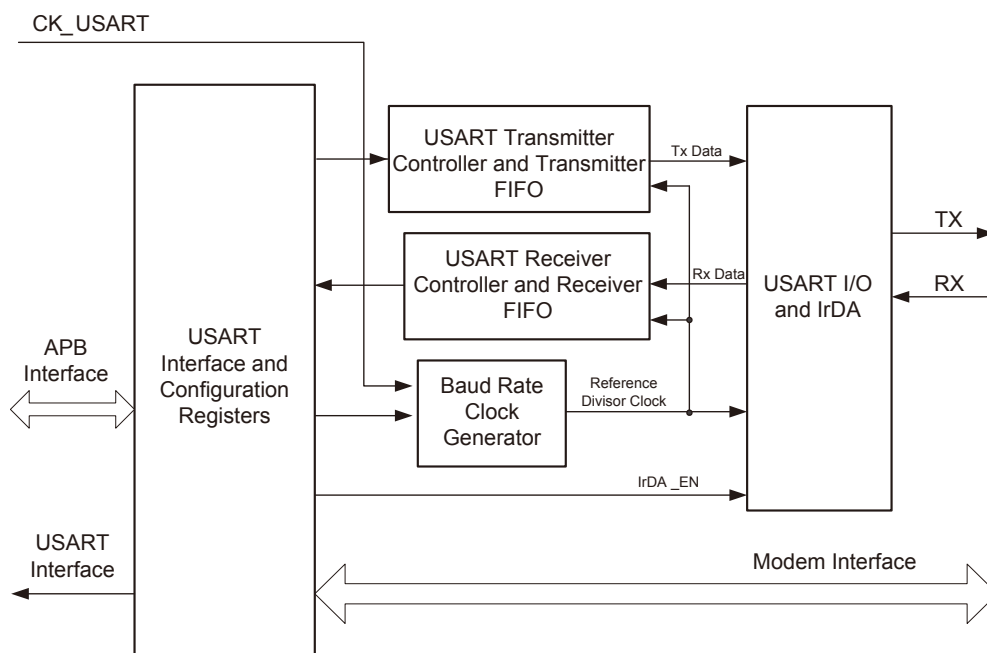 CK_USART
USART Transmitter
Controller and Transmitter
FIFO
Tx Data
TX
USART Receiver
Controller and Receiver
FIFO
Rx Data
USART I/O
and IrDA
RX
APB
Interface
USART
Interface and
Configuration
Registers
Baud Rate
Clock
Generator
Reference
Divisor Clock
IrDA _EN
USART
Interface
Modem Interface